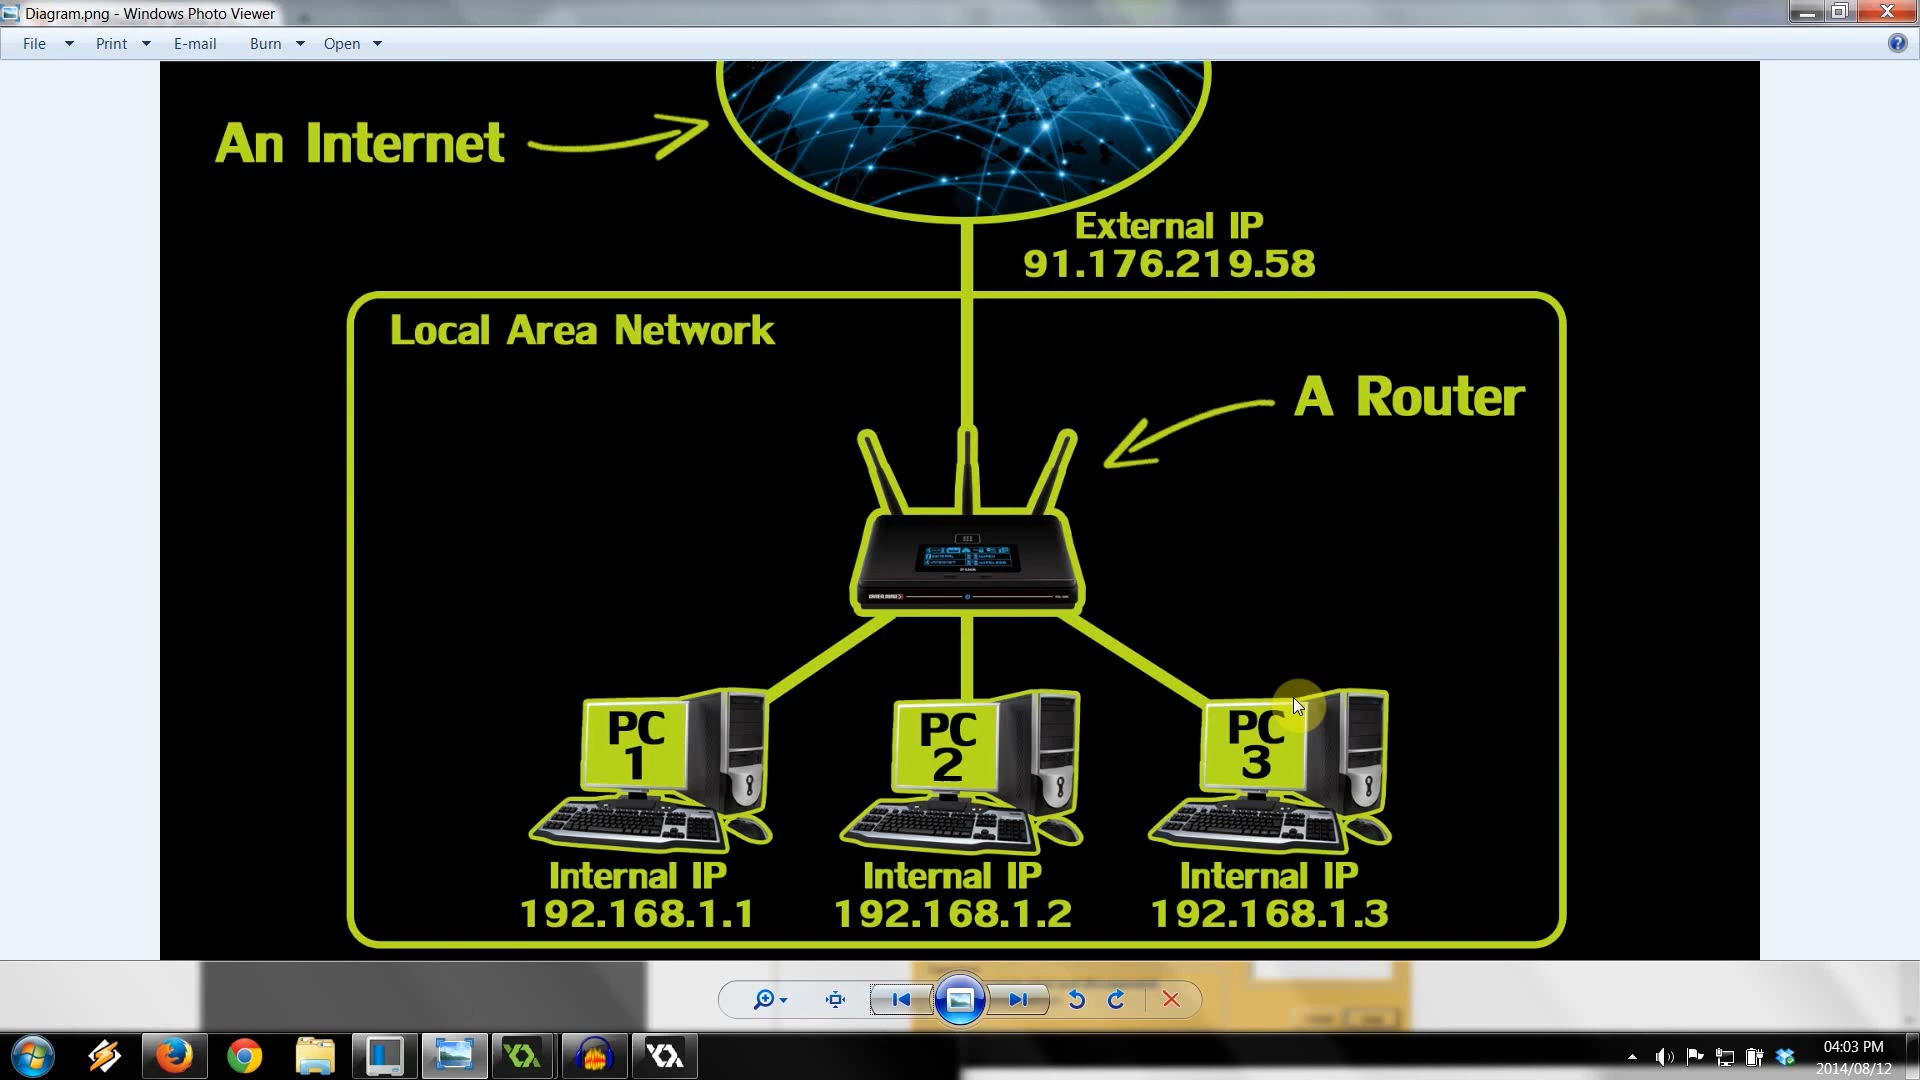 Diagram.png - Windows Photo Viewer
File Print E-mail Burn Open
An Internet
External IP
91.176.219.58
Local Area Network
A Router
PC
1
PC
2
PC
3
Internal IP
192.168.1.1
Internal IP
192.168.1.2
Internal IP
192.168.1.3
04:03 PM
2014/08/12